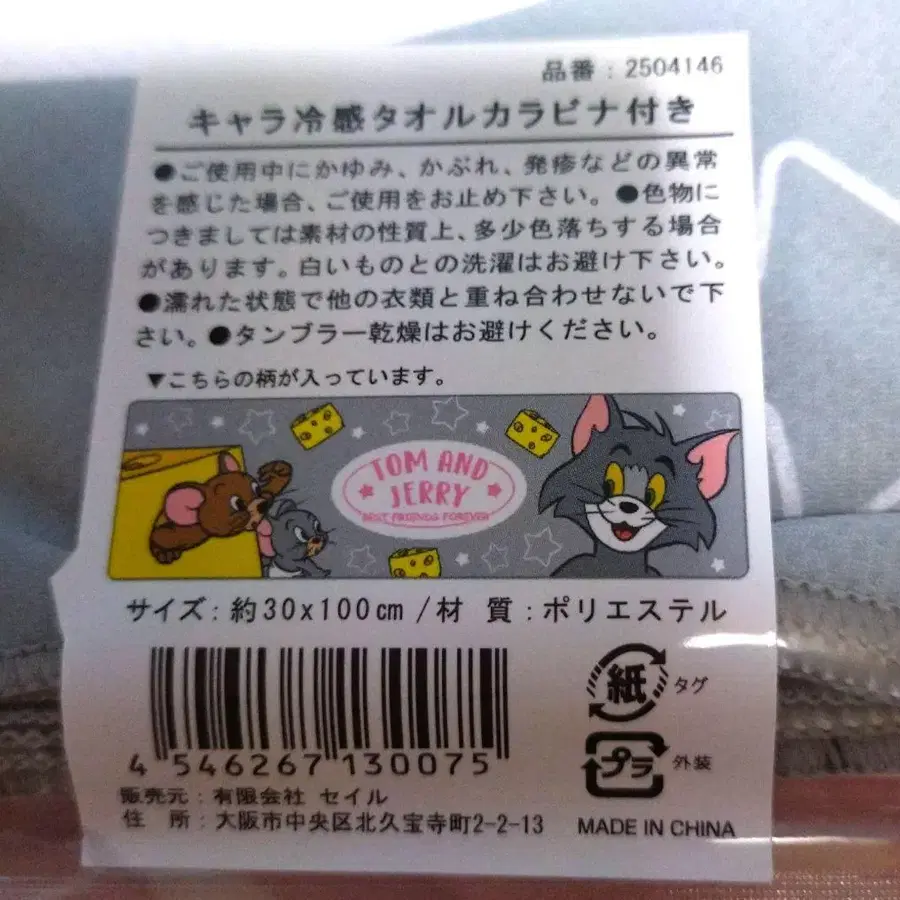 品番：2504146
キャラ冷感タオルカラビナ付き
●ご使用中にかゆみ、かぶれ、発疹などの異常
を感じた場合、ご使用をお止め下さい。●色物に
つきましては素材の性質上、多少色落ちする場合
があります。白いものとの洗濯はお避け下さい。
●濡れた状態で他の衣類と重ね合わせないで下
さい。●タンブラー乾燥はお避けください。
▼こちらの柄が入っています。
TOM AND
JERRY
BEST FRIENDS FOREVER
サイズ：約30x100cm/材 質：ポリエステル
紙 タグ
4 546267 130075
プラ 外装
販売元：有限会社 セイル
住 所：大阪市中央区北久宝寺町2-2-13
MADE IN CHINA